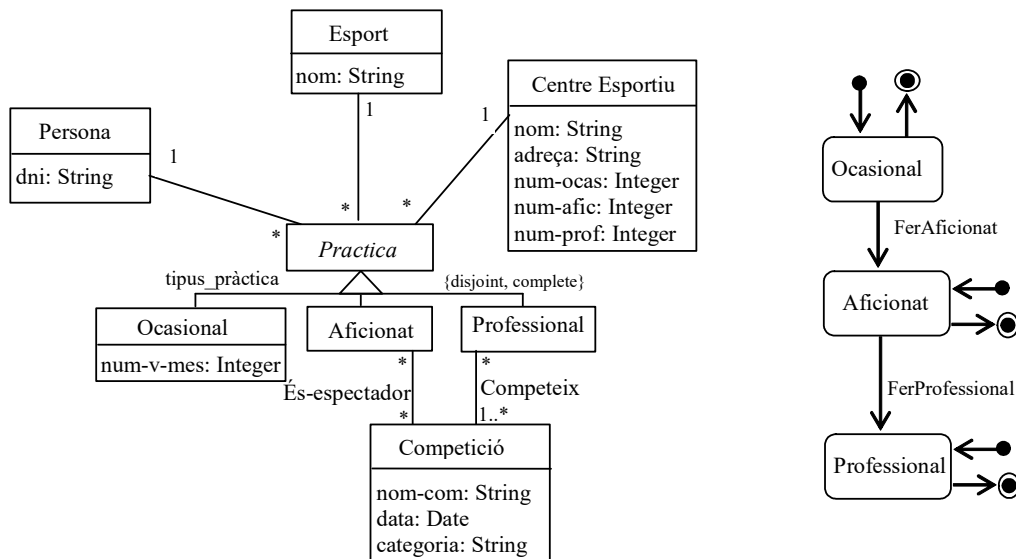 Esport
nom: String
1
Centre Esportiu
nom: String
adreça: String
num-ocas: Integer
num-afic: Integer
num-prof: Integer
1
Persona
dni: String
1
*
*
*
Practica
tipus_pràctica
{disjoint, complete}
Ocasional
num-v-mes: Integer
Aficionat
Professional
*
*
És-espectador
Competeix
*
1..*
Competició
nom-com: String
data: Date
categoria: String
Ocasional
FerAficionat
Aficionat
FerProfessional
Professional